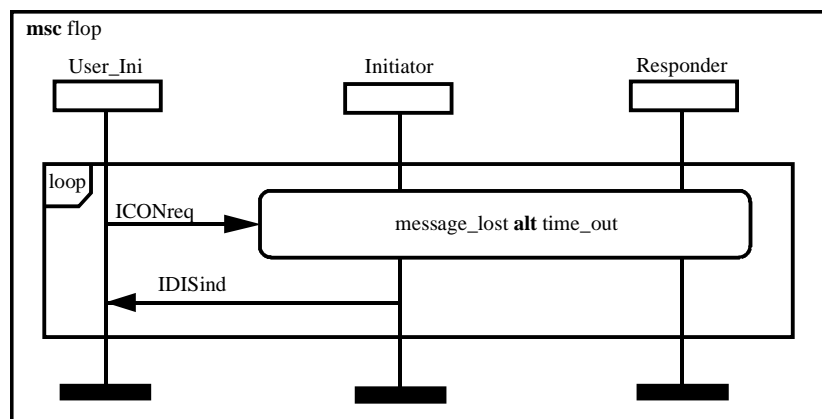 msc flop
User_Ini
Initiator
Responder
loop
ICONreq
message_lost alt time_out
IDISind